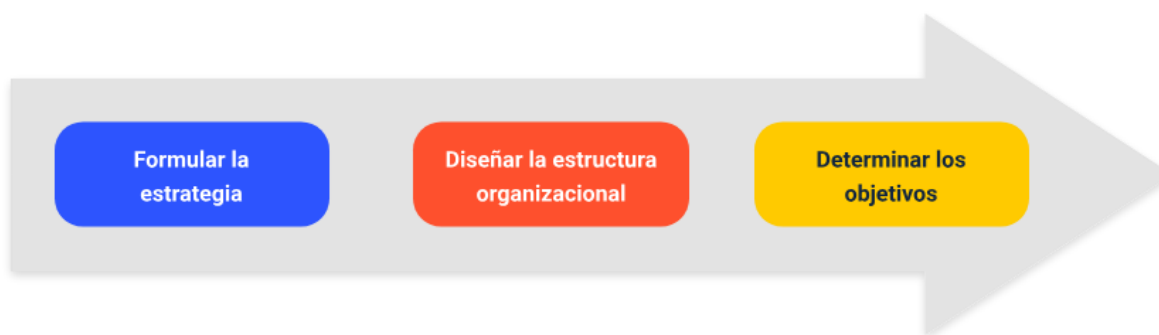 Formular la
estrategia
Diseñar la estructura
organizacional
Determinar los
objetivos